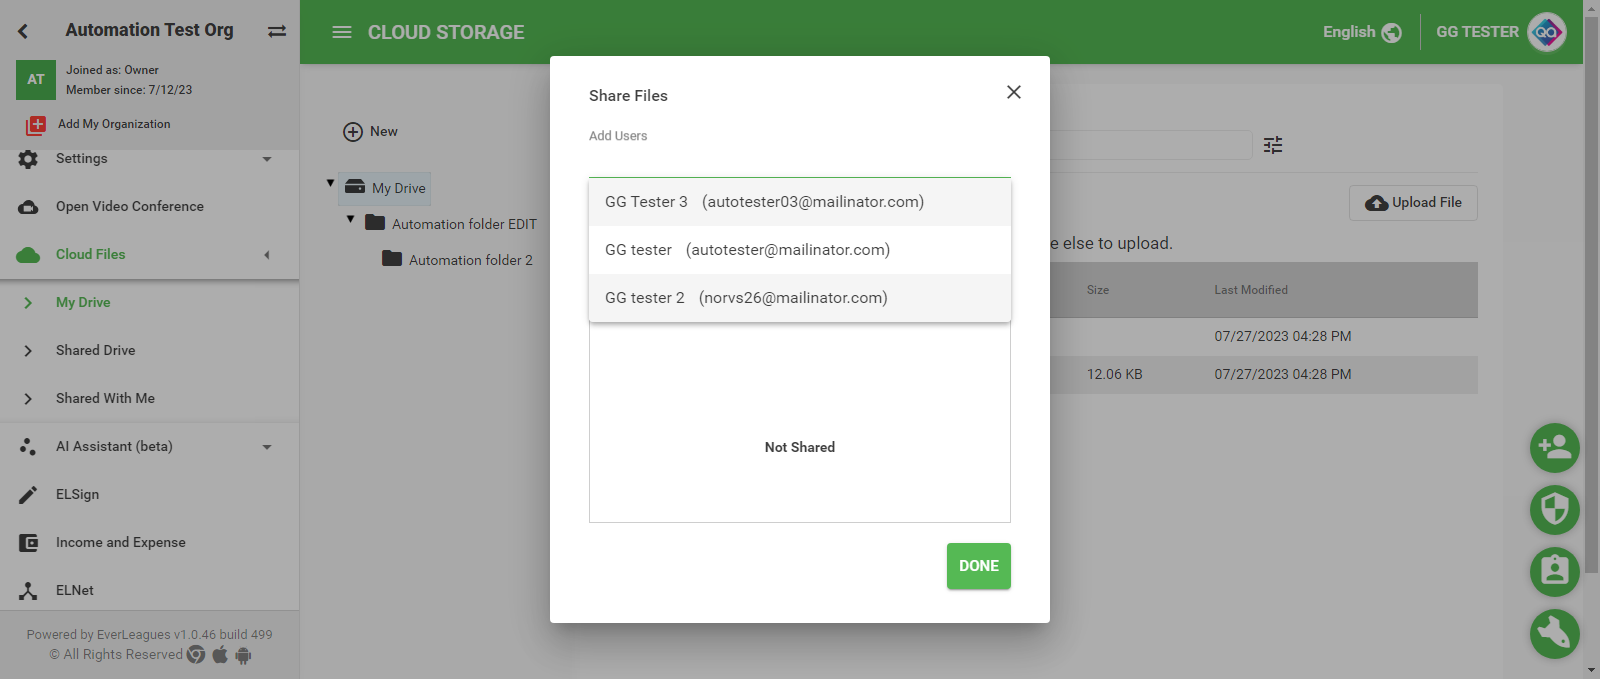 Automation Test Org
AT
Joined as: Owner
Member since: 7/12/23
Add My Organization
Settings
Open Video Conference
Cloud Files
My Drive
Shared Drive
Shared With Me
AI Assistant (beta)
ELSign
Income and Expense
ELNet
Powered by EverLeagues v1.0.46 build 499
© All Rights Reserved
CLOUD STORAGE
English
GG TESTER
QA
New
My Drive
Automation folder EDIT
Automation folder 2
Upload File
e else to upload.
Size
Last Modified
07/27/2023 04:28 PM
12.06 KB
07/27/2023 04:28 PM
Share Files
Add Users
GG Tester 3 (autotester03@mailinator.com)
GG tester (autotester@mailinator.com)
GG tester 2 (norvs26@mailinator.com)
Not Shared
DONE